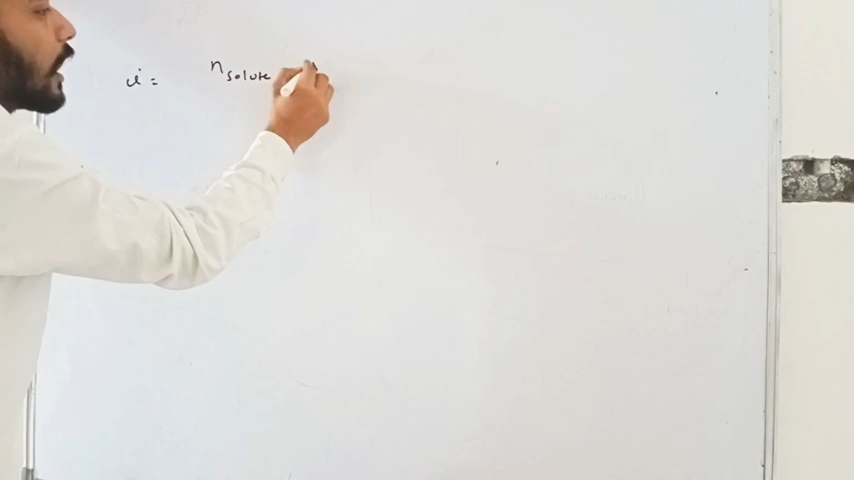 i = n solute